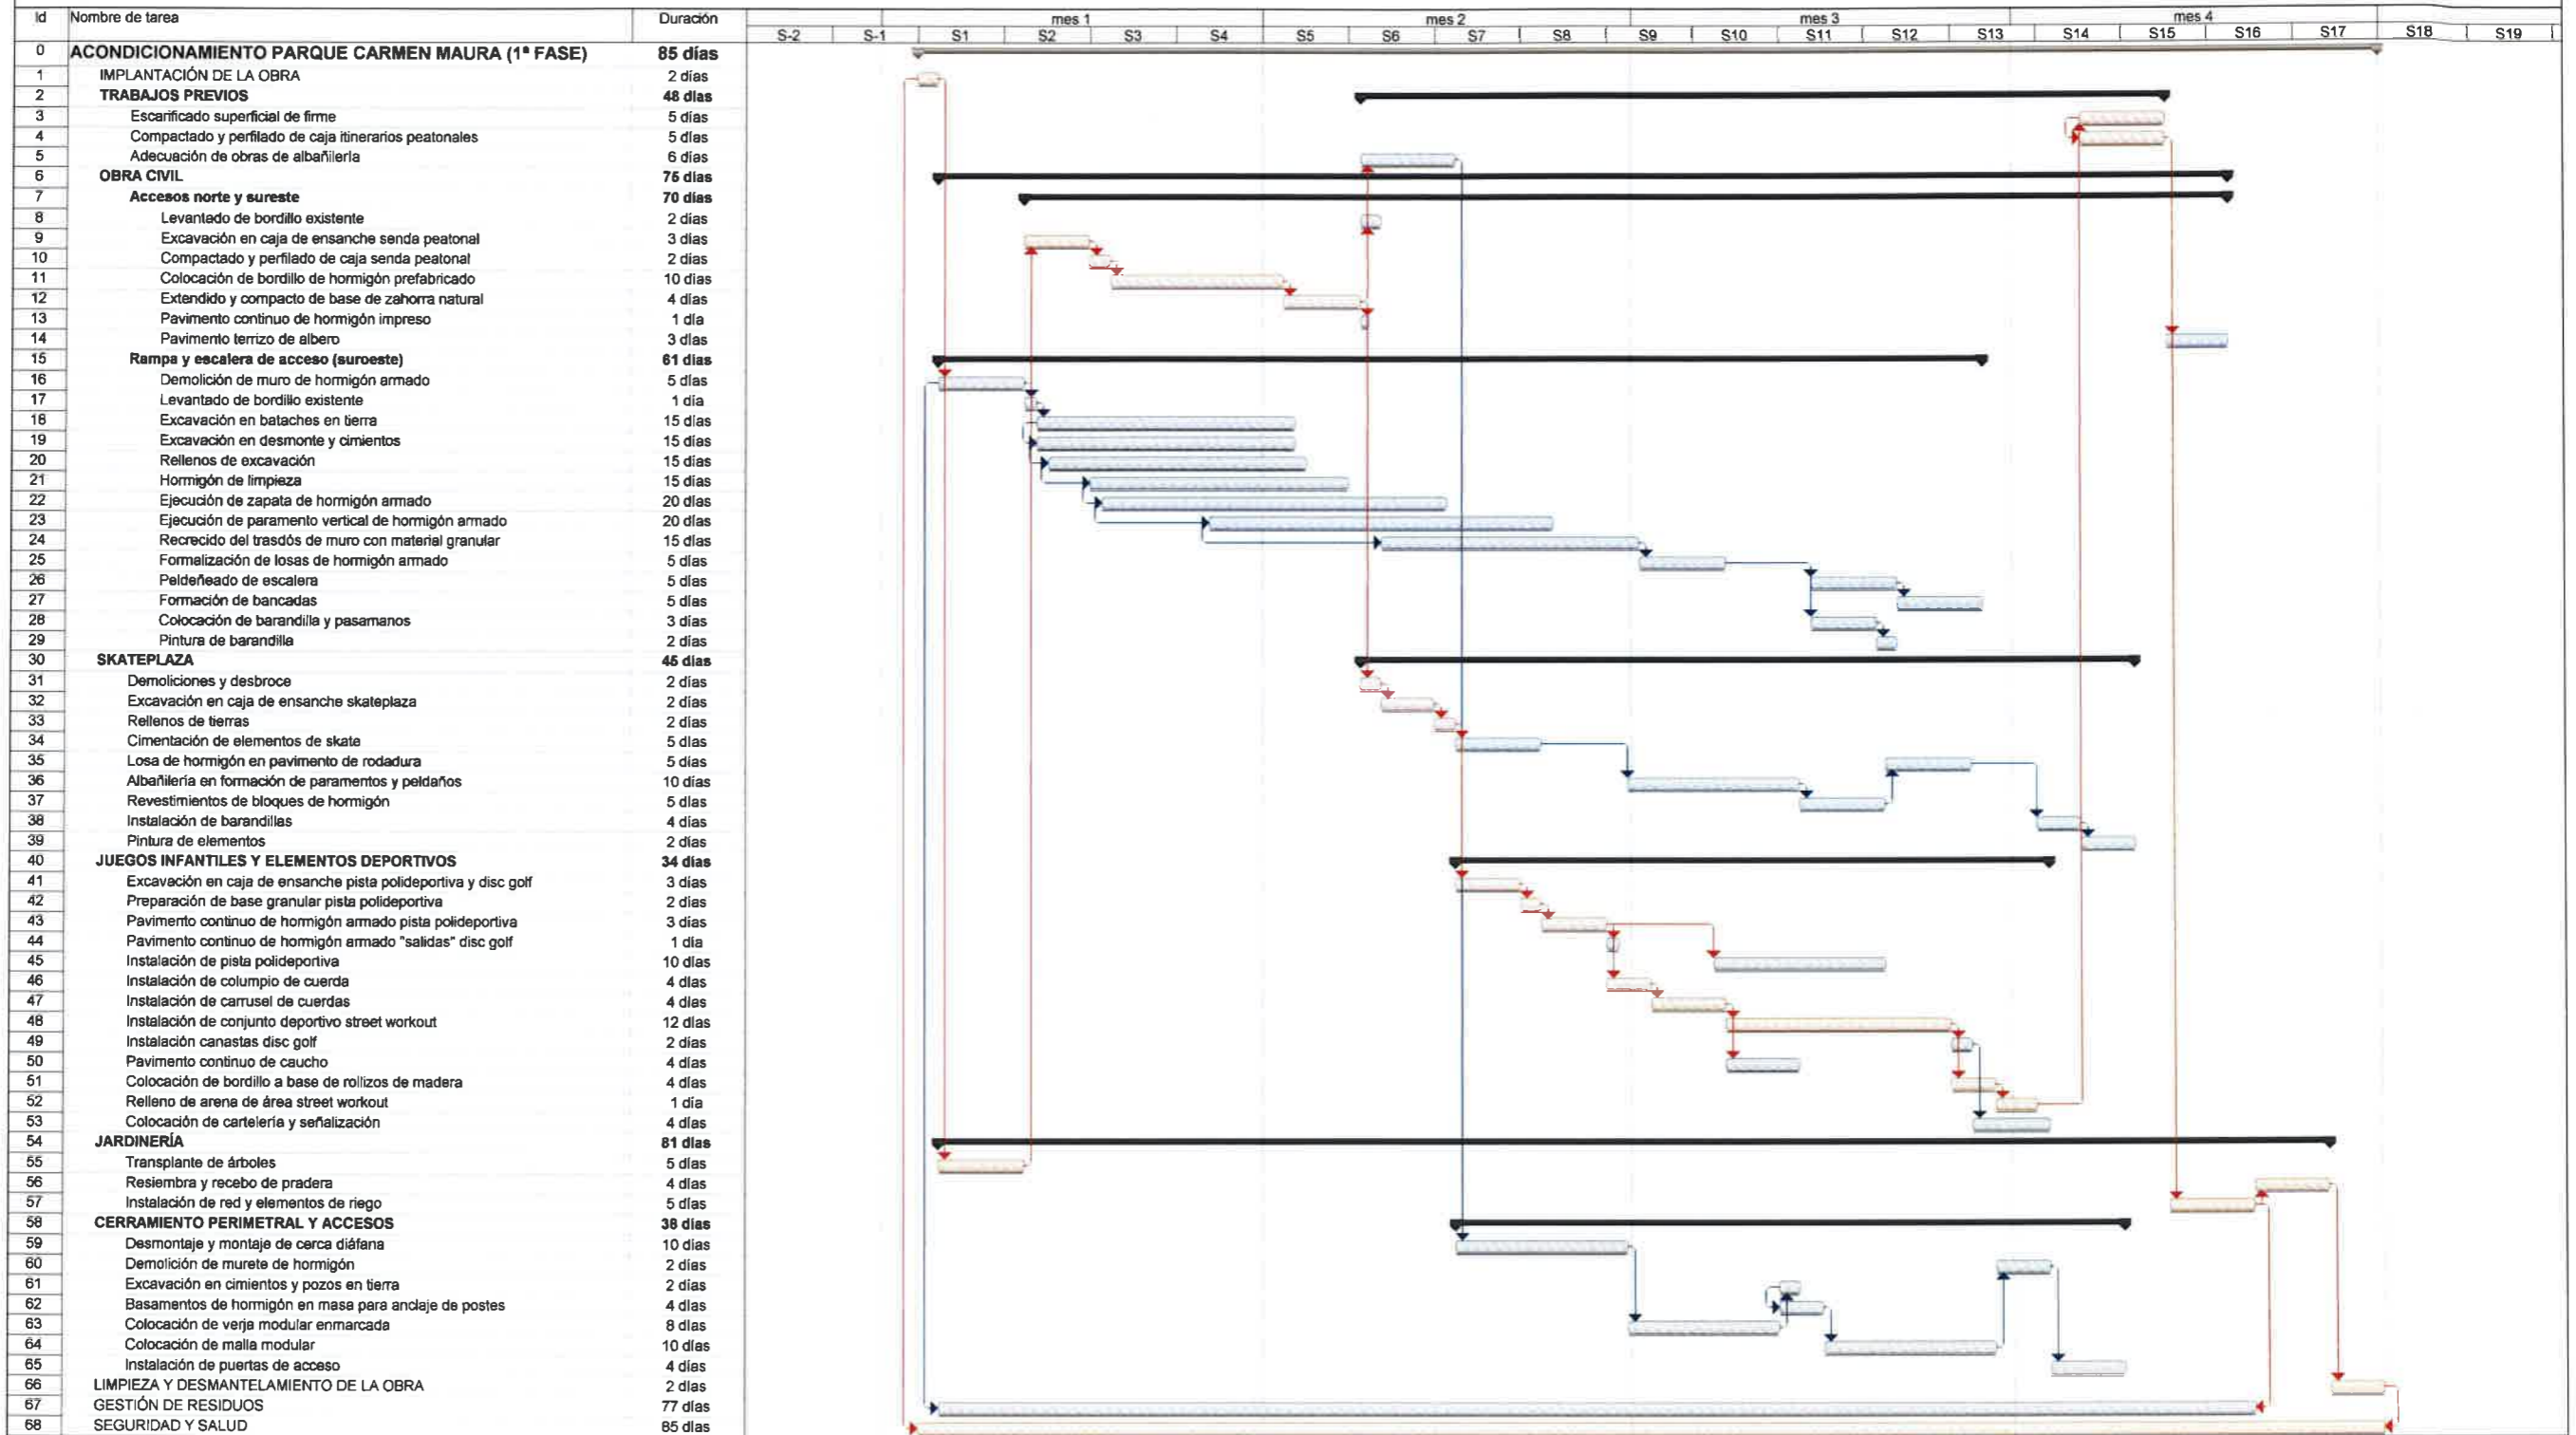 Id Nombre de tarea Duración mes 1 mes 2 mes 3 mes 4
S-2 S-1 S1 S2 S3 S4 S5 S6 S7 S8 S9 S10 S11 S12 S13 S14 S15 S16 S17 S18 S19
0 ACONDICIONAMIENTO PARQUE CARMEN MAURA (1ª FASE) 85 días
1 IMPLANTACIÓN DE LA OBRA 2 días
2 TRABAJOS PREVIOS 48 días
3 Escarificado superficial de firme 5 días
4 Compactado y perfilado de caja itinerarios peatonales 5 días
5 Adecuación de obras de albañilería 6 días
6 OBRA CIVIL 75 días
7 Accesos norte y sureste 70 días
8 Levantado de bordillo existente 2 días
9 Excavación en caja de ensanche senda peatonal 3 días
10 Compactado y perfilado de caja senda peatonal 2 días
11 Colocación de bordillo de hormigón prefabricado 10 días
12 Extendido y compacto de base de zahorra natural 4 días
13 Pavimento continuo de hormigón impreso 1 día
14 Pavimento terrizo de albero 3 días
15 Rampa y escalera de acceso (suroeste) 61 días
16 Demolición de muro de hormigón armado 5 días
17 Levantado de bordillo existente 1 día
18 Excavación en bataches en tierra 15 días
19 Excavación en desmonte y cimientos 15 días
20 Rellenos de excavación 15 días
21 Hormigón de limpieza 15 días
22 Ejecución de zapata de hormigón armado 20 días
23 Ejecución de paramento vertical de hormigón armado 20 días
24 Recrecido del trasdós de muro con material granular 15 días
25 Formalización de losas de hormigón armado 5 días
26 Peldeñeado de escalera 5 días
27 Formación de bancadas 5 días
28 Colocación de barandilla y pasamanos 3 días
29 Pintura de barandilla 2 días
30 SKATEPLAZA 45 días
31 Demoliciones y desbroce 2 días
32 Excavación en caja de ensanche skateplaza 2 días
33 Rellenos de tierras 2 días
34 Cimentación de elementos de skate 5 días
35 Losa de hormigón en pavimento de rodadura 5 días
36 Albañilería en formación de paramentos y peldaños 10 días
37 Revestimientos de bloques de hormigón 5 días
38 Instalación de barandillas 4 días
39 Pintura de elementos 2 días
40 JUEGOS INFANTILES Y ELEMENTOS DEPORTIVOS 34 días
41 Excavación en caja de ensanche pista polideportiva y disc golf 3 días
42 Preparación de base granular pista polideportiva 2 días
43 Pavimento continuo de hormigón armado pista polideportiva 3 días
44 Pavimento continuo de hormigón armado "salidas" disc golf 1 día
45 Instalación de pista polideportiva 10 días
46 Instalación de columpio de cuerda 4 días
47 Instalación de carrusel de cuerdas 4 días
48 Instalación de conjunto deportivo street workout 12 días
49 Instalación canastas disc golf 2 días
50 Pavimento continuo de caucho 4 días
51 Colocación de bordillo a base de rollizos de madera 4 días
52 Relleno de arena de área street workout 1 día
53 Colocación de cartelería y señalización 4 días
54 JARDINERÍA 81 días
55 Transplante de árboles 5 días
56 Resiembra y recebo de pradera 4 días
57 Instalación de red y elementos de riego 5 días
58 CERRAMIENTO PERIMETRAL Y ACCESOS 38 días
59 Desmontaje y montaje de cerca diáfana 10 días
60 Demolición de murete de hormigón 2 días
61 Excavación en cimientos y pozos en tierra 2 días
62 Basamentos de hormigón en masa para anclaje de postes 4 días
63 Colocación de verja modular enmarcada 8 días
64 Colocación de malla modular 10 días
65 Instalación de puertas de acceso 4 días
66 LIMPIEZA Y DESMANTELAMIENTO DE LA OBRA 2 días
67 GESTIÓN DE RESIDUOS 77 días
68 SEGURIDAD Y SALUD 85 días